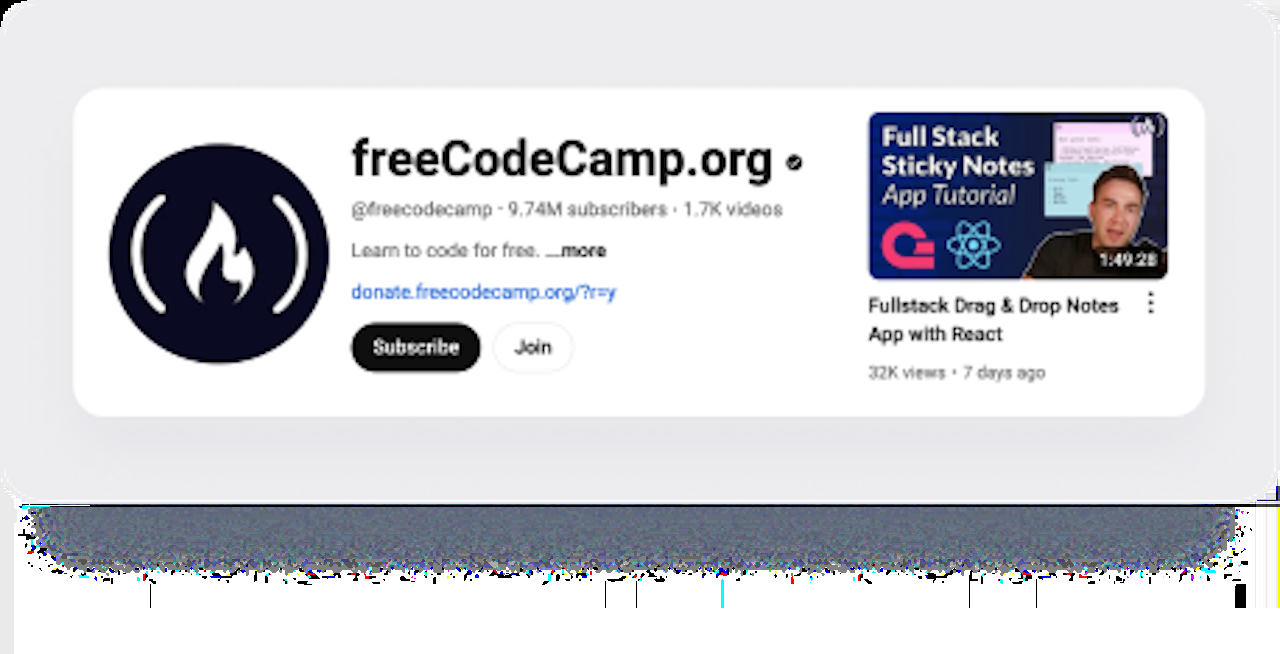 freeCodeCamp.org
@freecodecamp · 9.74M subscribers · 1.7K videos
Learn to code for free. ...more
donate.freecodecamp.org/?r=y
Subscribe
Join
Full Stack
Sticky Notes
App Tutorial
1:49:28
Fullstack Drag & Drop Notes
App with React
32K views • 7 days ago